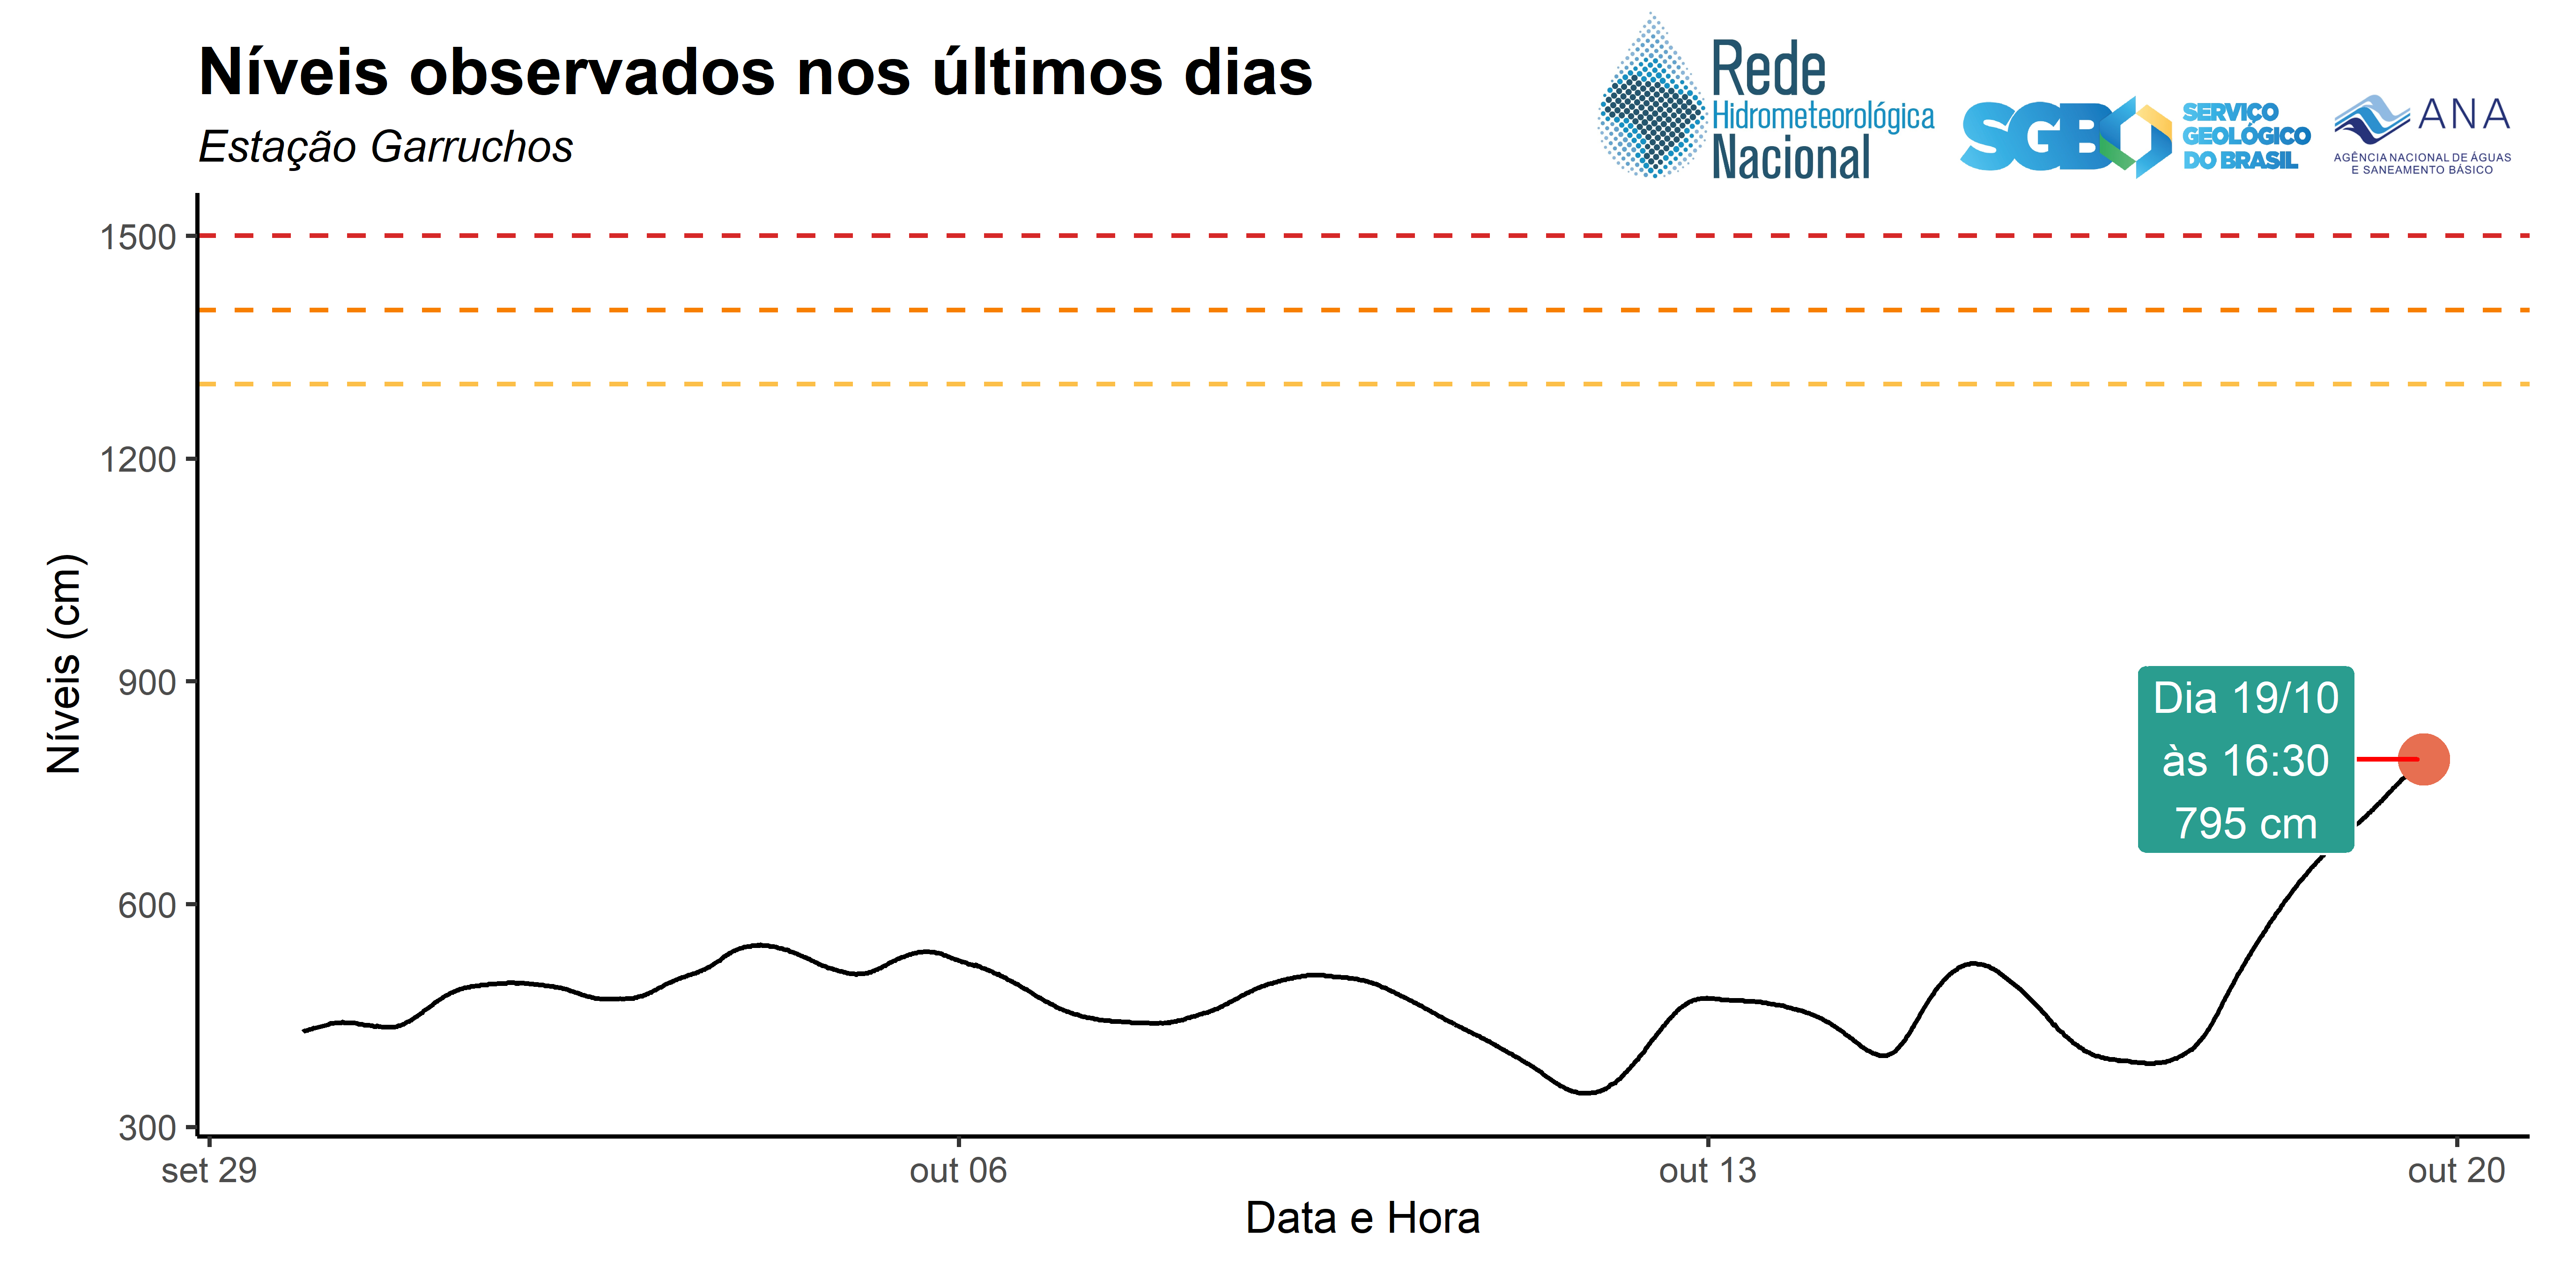 Níveis observados nos últimos dias
Estação Garruchos
Rede
Hidrometeorológica
Nacional
SGB
SERVIÇO
GEOLÓGICO
DO BRASIL
ANA
AGÊNCIA NACIONAL DE ÁGUAS
E SANEAMENTO BÁSICO
Níveis (cm)
1500
1200
900
600
300
Dia 19/10
às 16:30
795 cm
set 29
out 06
out 13
out 20
Data e Hora